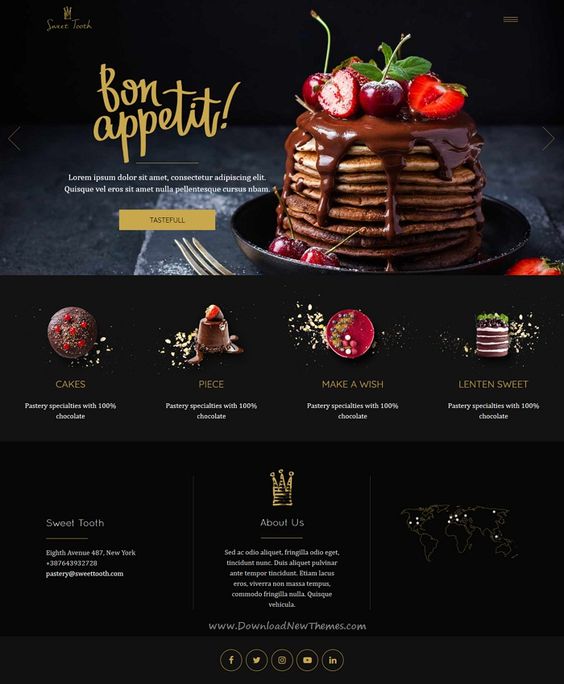 Sweet Tooth
Bon
appetit!
Lorem ipsum dolor sit amet, consectetur adipiscing elit.
Quisque vel eros sit amet nulla pellentesque cursus nbam.
TASTEFULL
CAKES
Pastery specialties with 100%
chocolate
PIECE
Pastery specialties with 100%
chocolate
MAKE A WISH
Pastery specialties with 100%
chocolate
LENTEN SWEET
Pastery specialties with 100%
chocolate
Sweet Tooth
Eighth Avenue 487, New York
+387643932728
pastery@sweettooth.com
About Us
Sed ac odio aliquet, fringilla odio eget,
tincidunt nunc. Duis aliquet pulvinar
ante tempor tincidunt. Etiam lacus
eros, viverra non massa tempus,
commodo fringilla nulla. Quisque
vehicula.
www.DownloadNewThemes.com